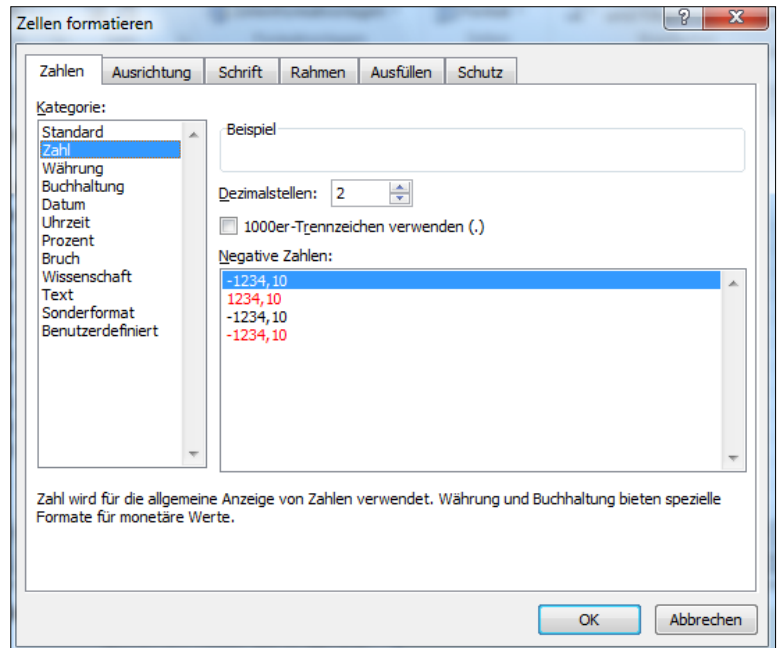 Zellen formatieren
Zahlen Ausrichtung Schrift Rahmen Ausfüllen Schutz
Kategorie:
Standard
Zahl
Währung
Buchhaltung
Datum
Uhrzeit
Prozent
Bruch
Wissenschaft
Text
Sonderformat
Benutzerdefiniert
Beispiel
Dezimalstellen: 2
1000er-Trennzeichen verwenden (.)
Negative Zahlen:
-1234,10
1234,10
-1234,10
-1234,10
Zahl wird für die allgemeine Anzeige von Zahlen verwendet. Währung und Buchhaltung bieten spezielle
Formate für monetäre Werte.
OK Abbrechen